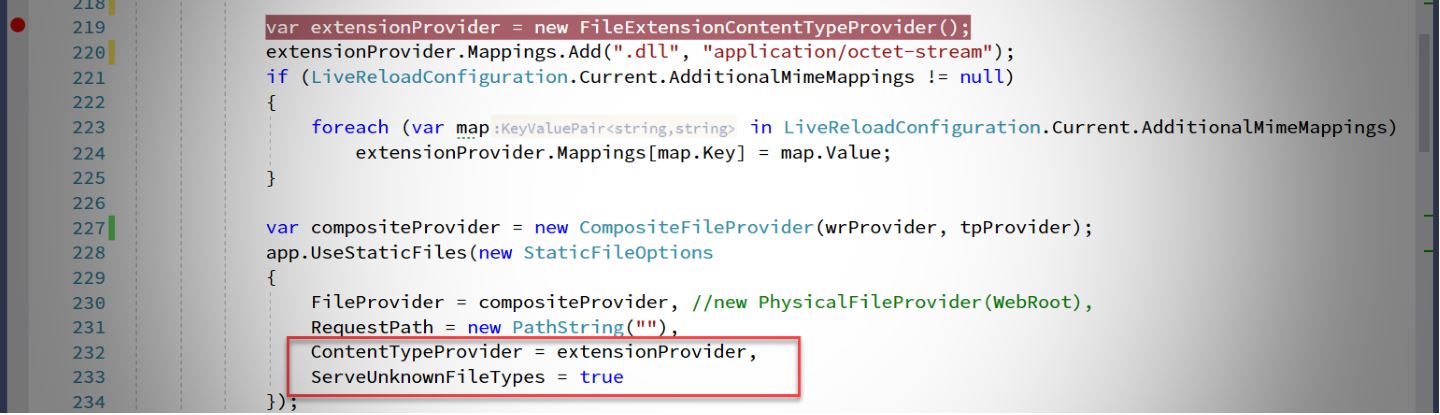 218
219 var extensionProvider = new FileExtensionContentTypeProvider();
220 extensionProvider.Mappings.Add(".dll", "application/octet-stream");
221 if (LiveReloadConfiguration.Current.AdditionalMimeMappings != null)
222 {
223 foreach (var map:KeyValuePair<string,string> in LiveReloadConfiguration.Current.AdditionalMimeMappings)
224 extensionProvider.Mappings[map.Key] = map.Value;
225 }
226
227 var compositeProvider = new CompositeFileProvider(wrProvider, tpProvider);
228 app.UseStaticFiles(new StaticFileOptions
229 {
230 FileProvider = compositeProvider, //new PhysicalFileProvider(WebRoot),
231 RequestPath = new PathString(""),
232 ContentTypeProvider = extensionProvider,
233 ServeUnknownFileTypes = true
234 });